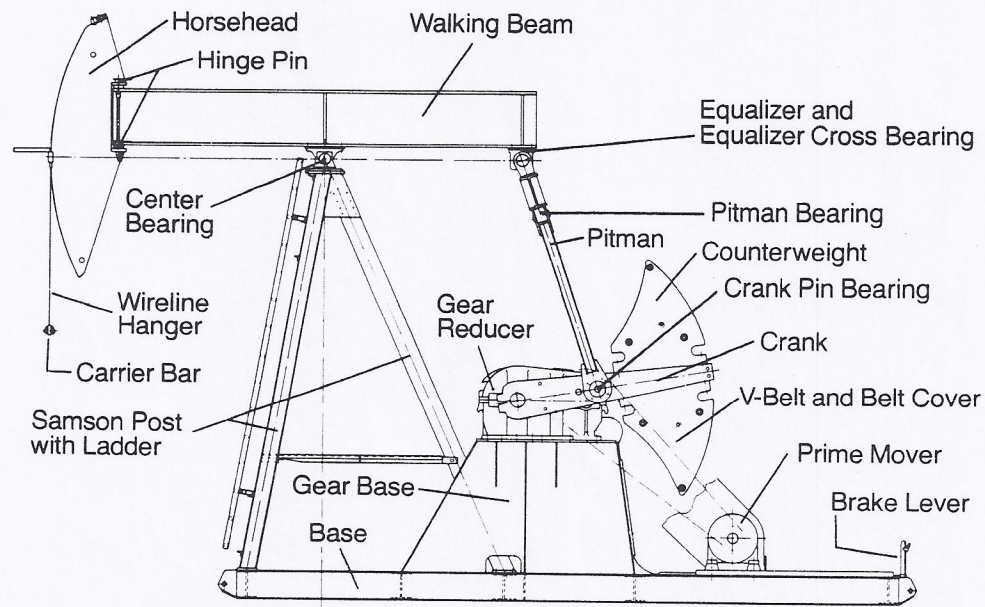 Horsehead
Walking Beam
Hinge Pin
Equalizer and
Equalizer Cross Bearing
Center
Bearing
Pitman Bearing
Pitman
Counterweight
Wireline
Hanger
Gear
Reducer
Crank Pin Bearing
Crank
Carrier Bar
V-Belt and Belt Cover
Samson Post
with Ladder
Prime Mover
Gear Base
Brake Lever
Base